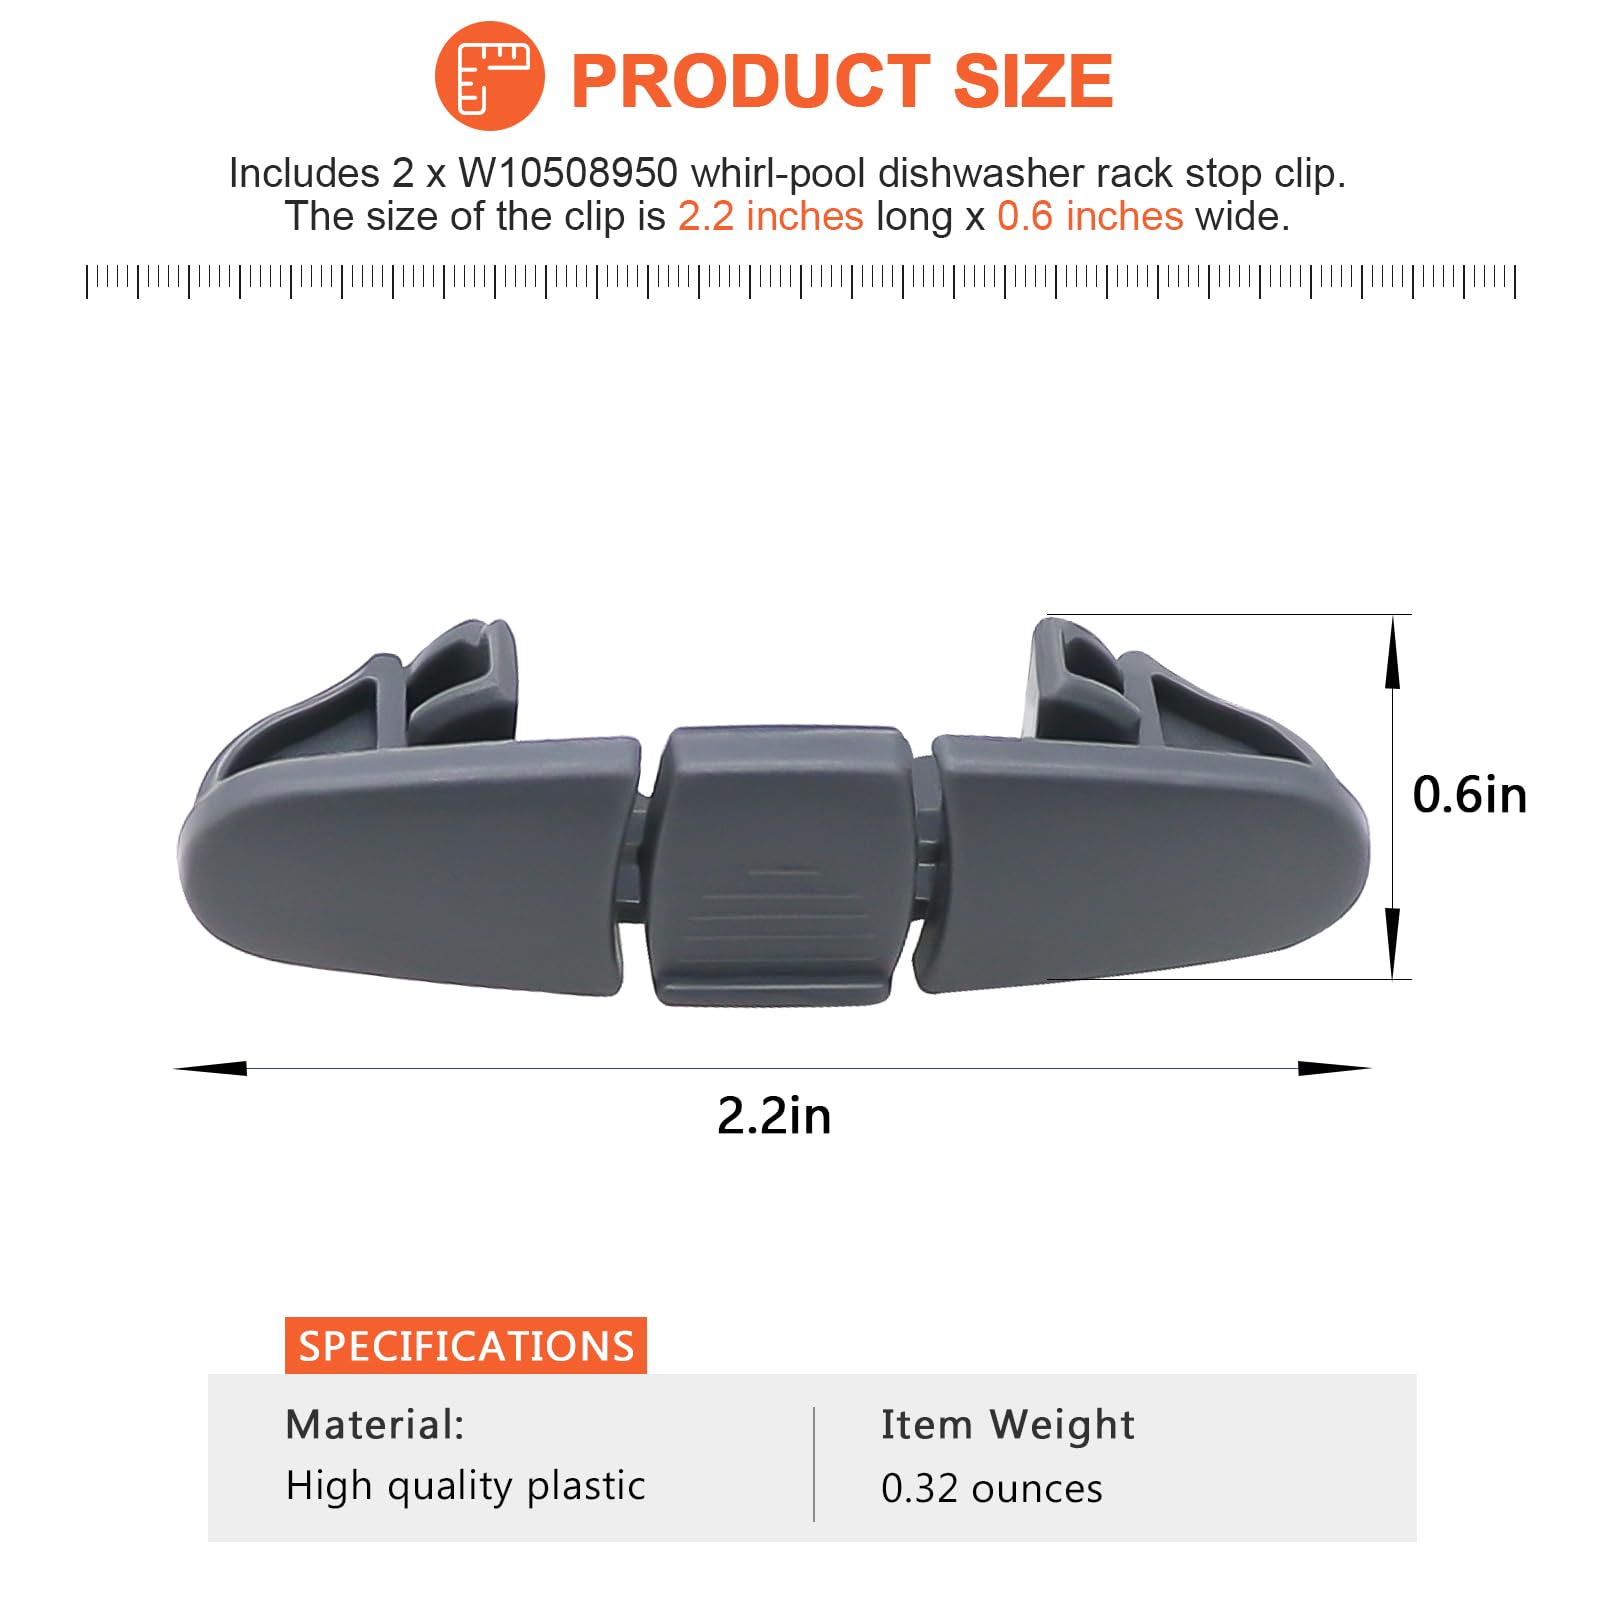 PRODUCT SIZE
Includes 2 x W10508950 whirl-pool dishwasher rack stop clip.
The size of the clip is 2.2 inches long x 0.6 inches wide.
0.6in
2.2in
SPECIFICATIONS
Material:
High quality plastic
Item Weight
0.32 ounces